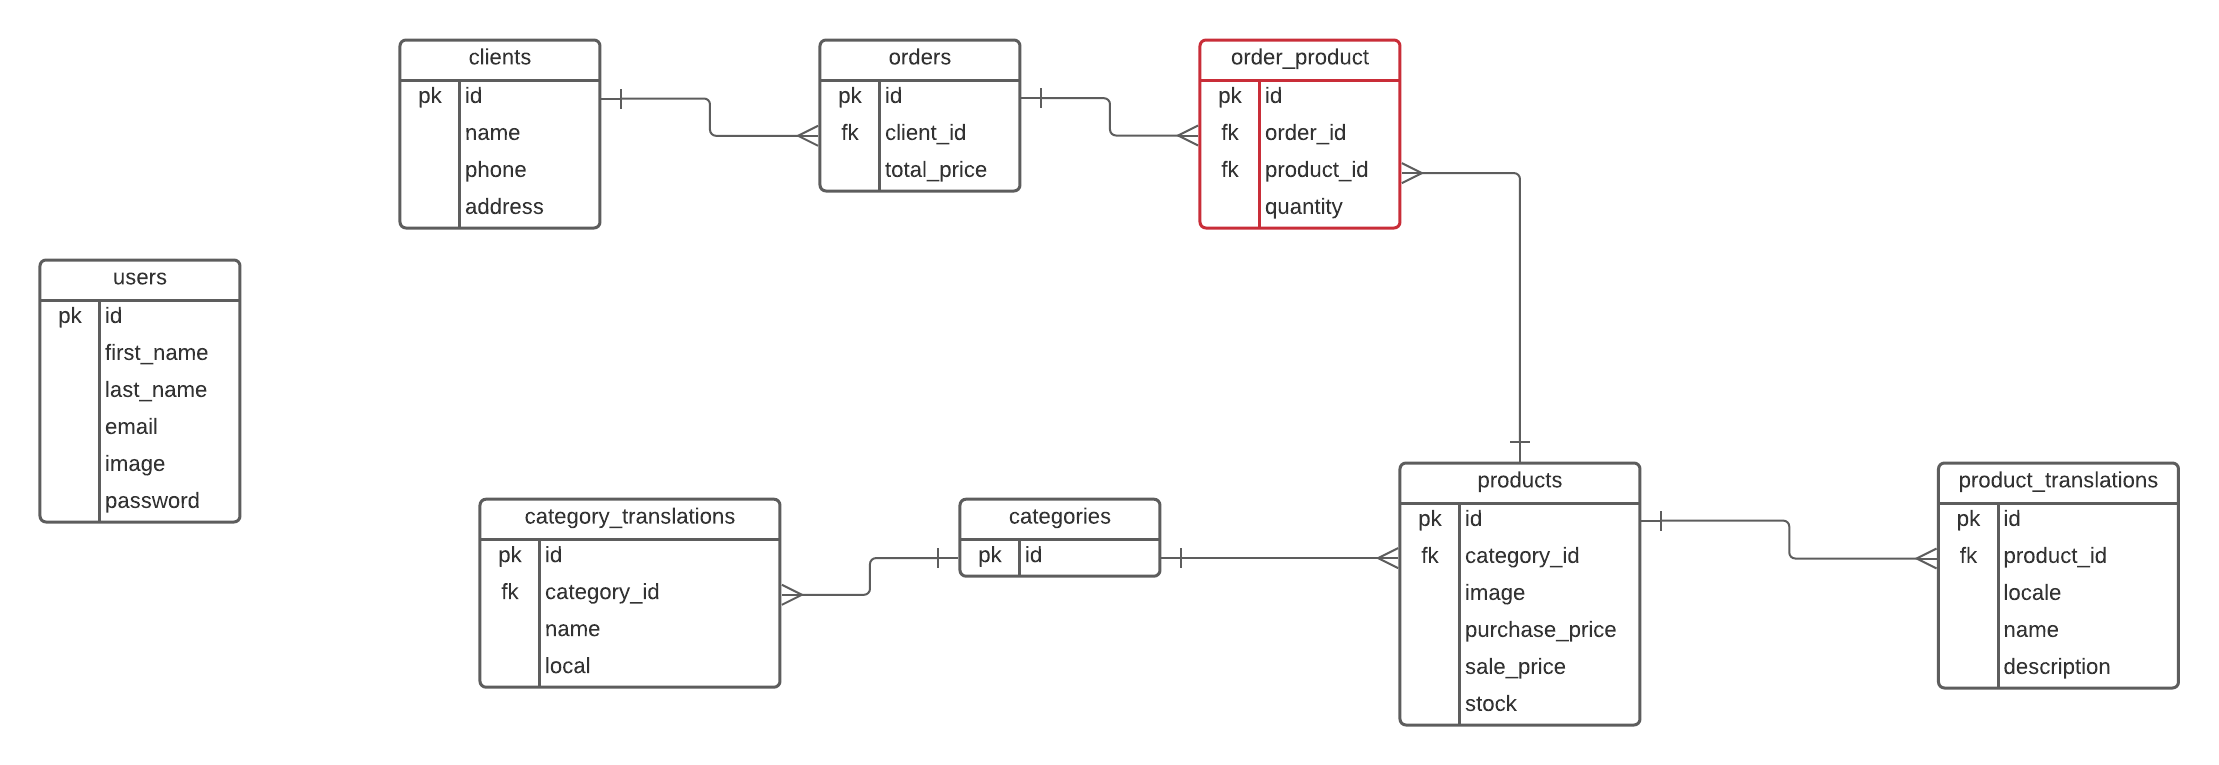 clients
pk id
name
phone
address
orders
pk id
fk client_id
total_price
order_product
pk id
fk order_id
fk product_id
quantity
users
pk id
first_name
last_name
email
image
password
category_translations
pk id
fk category_id
name
local
categories
pk id
products
pk id
fk category_id
image
purchase_price
sale_price
stock
product_translations
pk id
fk product_id
locale
name
description